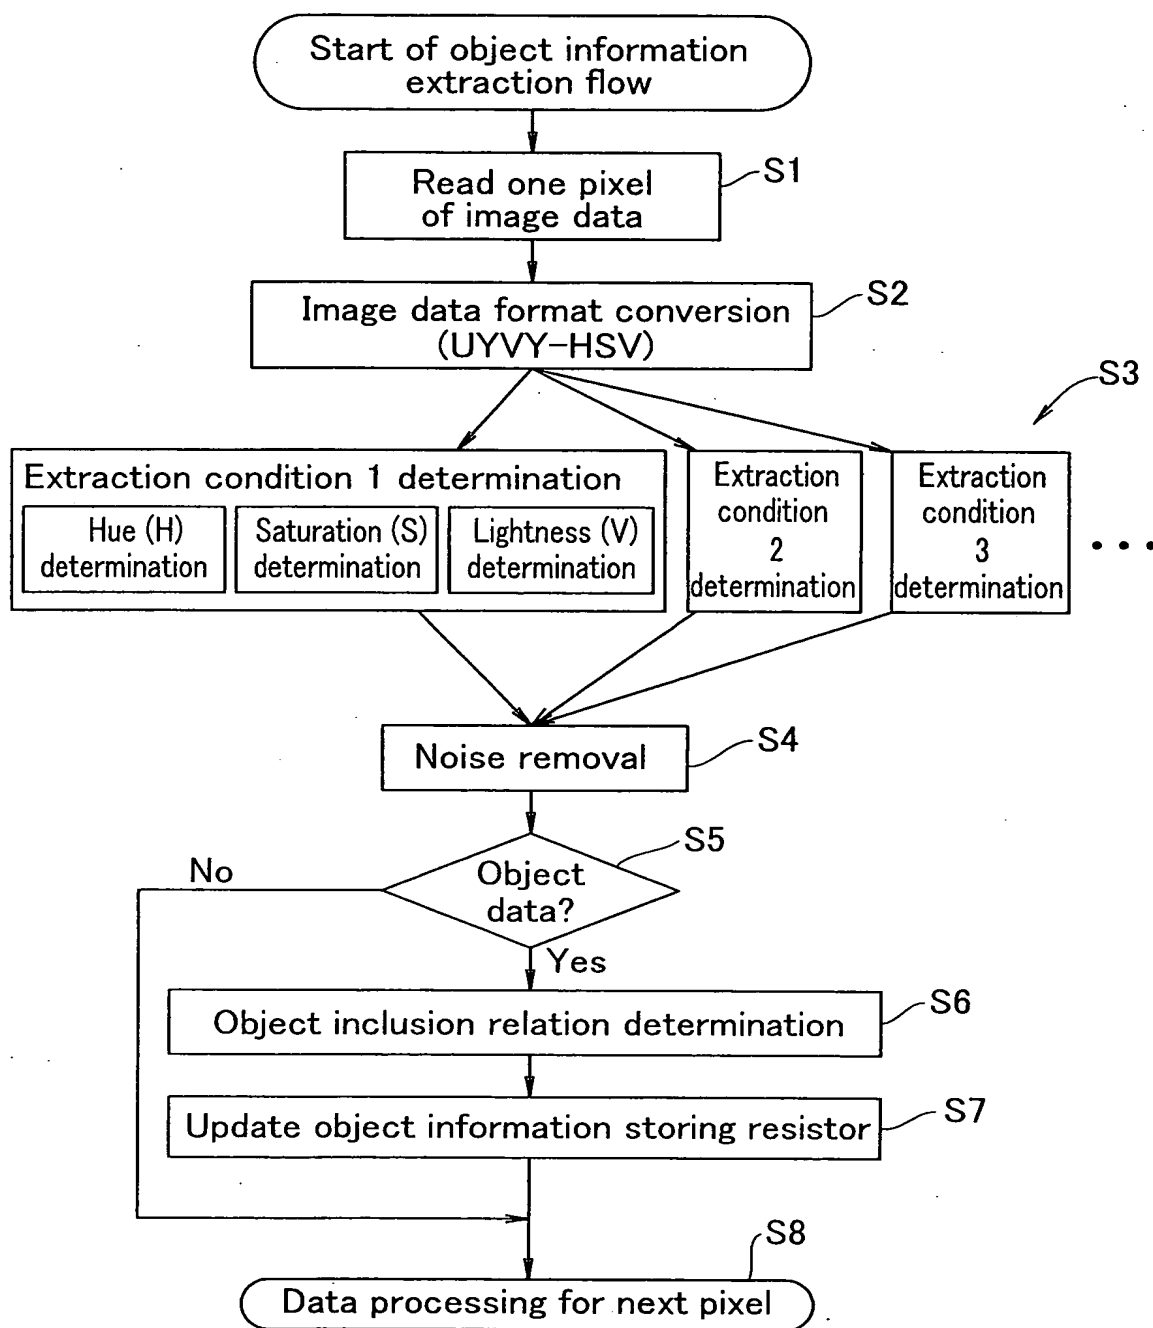 Start of object information
extraction flow
Read one pixel
of image data
S1
Image data format conversion
(UYVY-HSV)
S2
S3
Extraction condition 1 determination
Hue (H)
determination
Saturation (S)
determination
Lightness (V)
determination
Extraction
condition
2
determination
Extraction
condition
3
determination
• • •
Noise removal
S4
Object
data?
S5
No
Yes
Object inclusion relation determination
S6
Update object information storing resistor
S7
Data processing for next pixel
S8